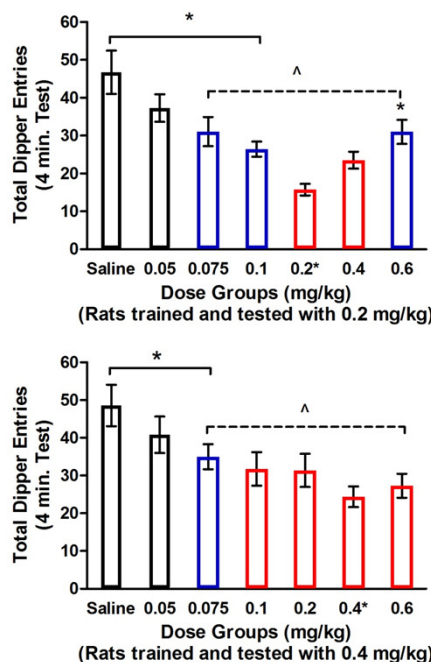 60
*
50
^
40
*
30
20
10
0
Total Dipper Entries
(4 min. Test)
Saline 0.05 0.075 0.1 0.2* 0.4 0.6
Dose Groups (mg/kg)
(Rats trained and tested with 0.2 mg/kg)
60
*
50
^
40
30
20
10
0
Total Dipper Entries
(4 min. Test)
Saline 0.05 0.075 0.1 0.2 0.4* 0.6
Dose Groups (mg/kg)
(Rats trained and tested with 0.4 mg/kg)